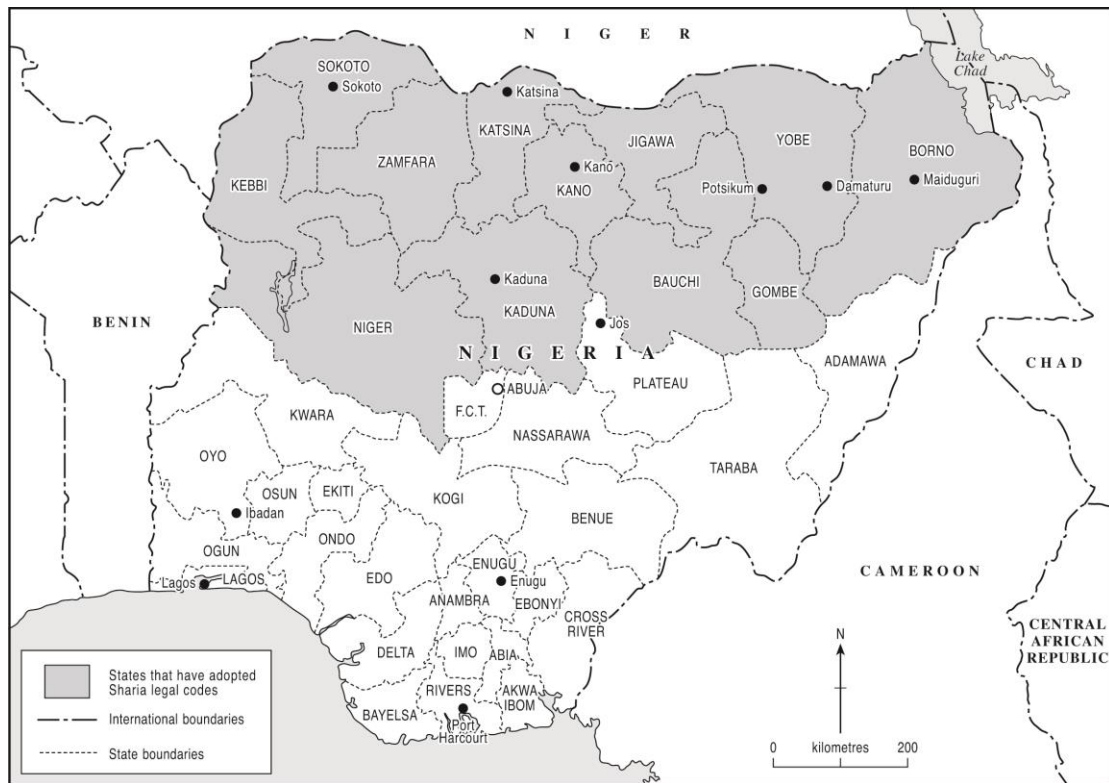 N I G E R
Lake
Chad
SOKOTO
Sokoto
Katsina
KATSINA
ZAMFARA
KEBBI
JIGAWA
Kano
KANO
YOBE
BORNO
Potsikum
Damaturu
Maiduguri
Kaduna
KADUNA
BAUCHI
GOMBE
NIGER
Jos
BENIN
N I G E R I A
ADAMAWA
CHAD
ABUJA
F.C.T.
PLATEAU
KWARA
NASSARAWA
OYO
TARABA
KOGI
OSUN
EKITI
Ibadan
BENUE
ONDO
OGUN
ENUGU
Enugu
Lagos
LAGOS
EDO
ANAMBRA
EBONYI
CAMEROON
CROSS
RIVER
CENTRAL
AFRICAN
REPUBLIC
DELTA
IMO
ABIA
RIVERS
AKWA
IBOM
BAYELSA
Port
Harcourt
N
0 kilometres 200
States that have adopted
Sharia legal codes
International boundaries
State boundaries